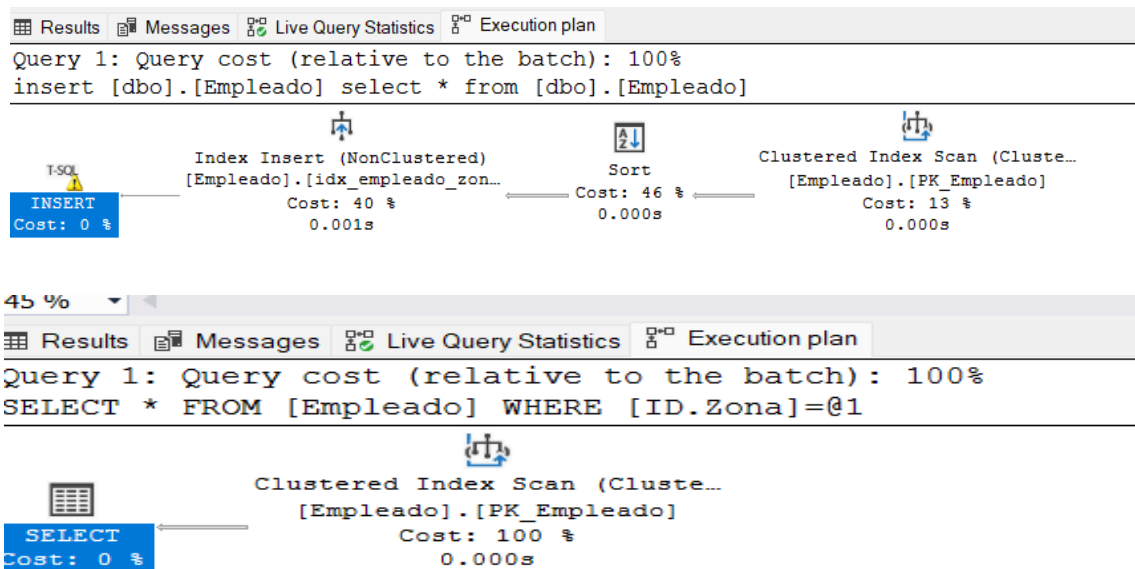 Results Messages Live Query Statistics Execution plan
Query 1: Query cost (relative to the batch): 100%
insert [dbo].[Empleado] select * from [dbo].[Empleado]
T-SQL
INSERT
Cost: 0 %
Index Insert (NonClustered)
[Empleado].[idx_empleado_zon...
Cost: 40 %
0.001s
Sort
Cost: 46 %
0.000s
Clustered Index Scan (Cluste...
[Empleado].[PK_Empleado]
Cost: 13 %
0.000s
45 %
Results Messages Live Query Statistics Execution plan
Query 1: Query cost (relative to the batch): 100%
SELECT * FROM [Empleado] WHERE [ID.Zona]=@1
SELECT
Cost: 0 %
Clustered Index Scan (Cluste...
[Empleado].[PK_Empleado]
Cost: 100 %
0.000s